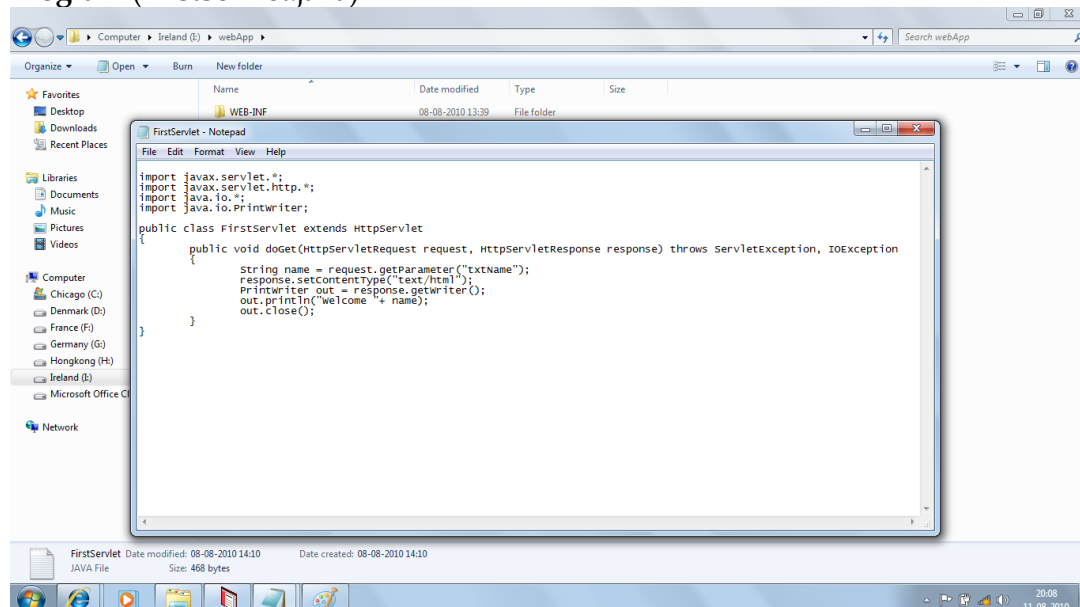 Computer ▸ Ireland (I:) ▸ webApp ▸
Search webApp
Organize Open Burn New folder
Name Date modified Type Size
WEB-INF 08-08-2010 13:39 File folder
Favorites
Desktop
Downloads
Recent Places
Libraries
Documents
Music
Pictures
Videos
Computer
Chicago (C:)
Denmark (D:)
France (F:)
Germany (G:)
Hongkong (H:)
Ireland (I:)
Microsoft Office Cl
Network
FirstServlet - Notepad
File Edit Format View Help
import javax.servlet.*;
import javax.servlet.http.*;
import java.io.*;
import java.io.PrintWriter;
public class FirstServlet extends HttpServlet
{
public void doGet(HttpServletRequest request, HttpServletResponse response) throws ServletException, IOException
{
String name = request.getParameter("txtName");
response.setContentType("text/html");
PrintWriter out = response.getWriter();
out.println("Welcome "+ name);
out.close();
}
}
FirstServlet Date modified: 08-08-2010 14:10 Date created: 08-08-2010 14:10
JAVA File Size: 468 bytes
20:08
11-08-2010